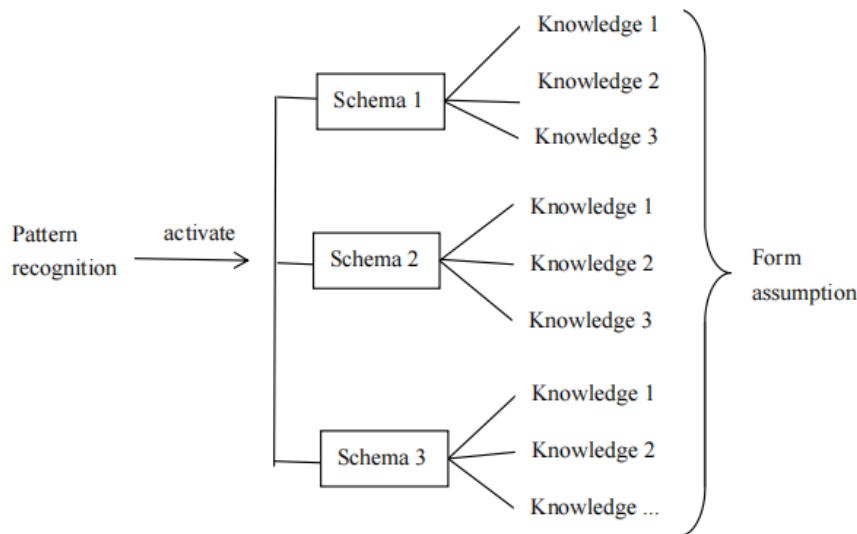 Pattern
recognition
activate
Schema 1
Knowledge 1
Knowledge 2
Knowledge 3
Schema 2
Knowledge 1
Knowledge 2
Knowledge 3
Schema 3
Knowledge 1
Knowledge 2
Knowledge ...
Form
assumption